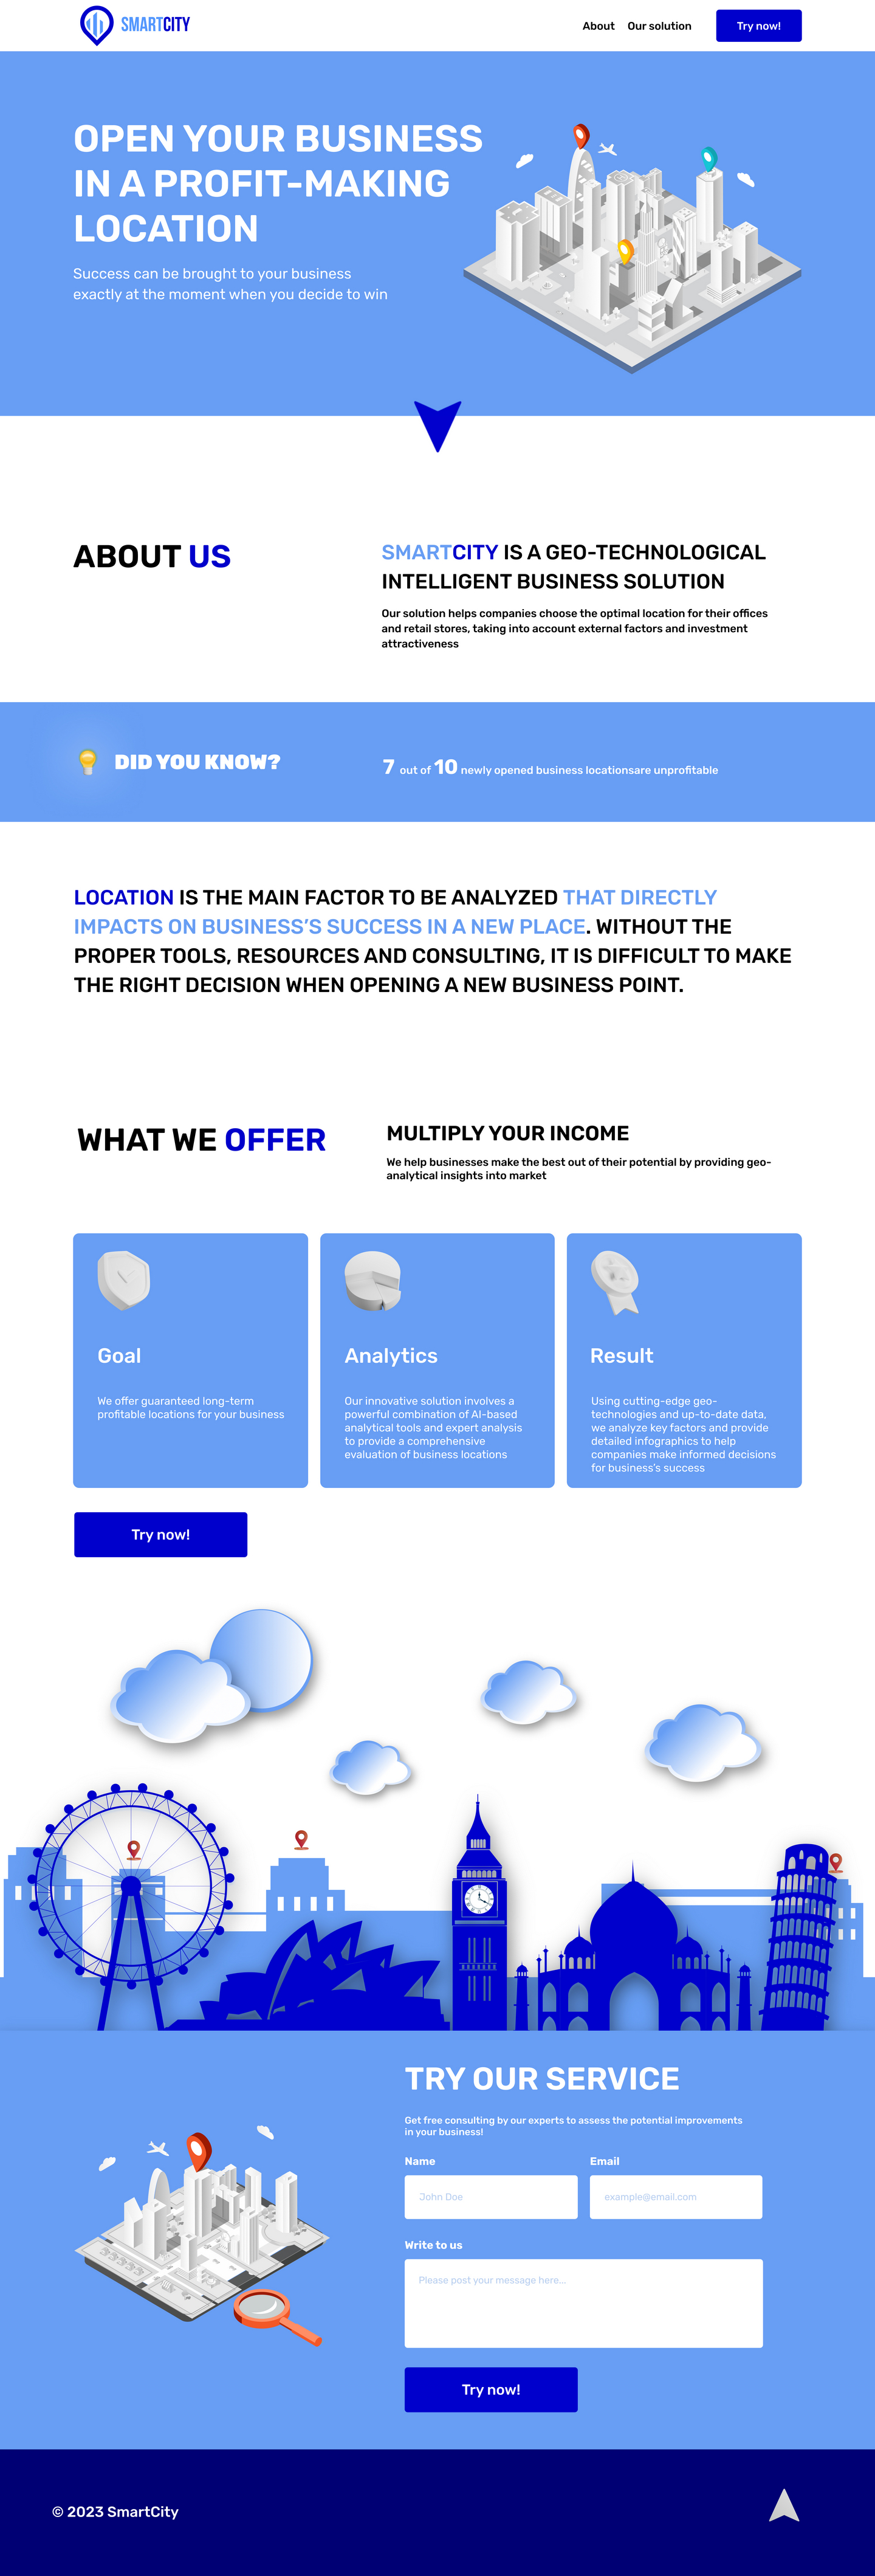 SMARTCITY
About Our solution Try now!
OPEN YOUR BUSINESS
IN A PROFIT-MAKING
LOCATION
Success can be brought to your business
exactly at the moment when you decide to win
ABOUT US
SMARTCITY IS A GEO-TECHNOLOGICAL
INTELLIGENT BUSINESS SOLUTION
Our solution helps companies choose the optimal location for their offices
and retail stores, taking into account external factors and investment
attractiveness
DID YOU KNOW?
7 out of 10 newly opened business locationsare unprofitable
LOCATION IS THE MAIN FACTOR TO BE ANALYZED THAT DIRECTLY
IMPACTS ON BUSINESS’S SUCCESS IN A NEW PLACE. WITHOUT THE
PROPER TOOLS, RESOURCES AND CONSULTING, IT IS DIFFICULT TO MAKE
THE RIGHT DECISION WHEN OPENING A NEW BUSINESS POINT.
WHAT WE OFFER
MULTIPLY YOUR INCOME
We help businesses make the best out of their potential by providing geo-
analytical insights into market
Goal
We offer guaranteed long-term
profitable locations for your business
Analytics
Our innovative solution involves a
powerful combination of AI-based
analytical tools and expert analysis
to provide a comprehensive
evaluation of business locations
Result
Using cutting-edge geo-
technologies and up-to-date data,
we analyze key factors and provide
detailed infographics to help
companies make informed decisions
for business’s success
Try now!
TRY OUR SERVICE
Get free consulting by our experts to assess the potential improvements
in your business!
Name
John Doe
Email
example@email.com
Write to us
Please post your message here...
Try now!
© 2023 SmartCity